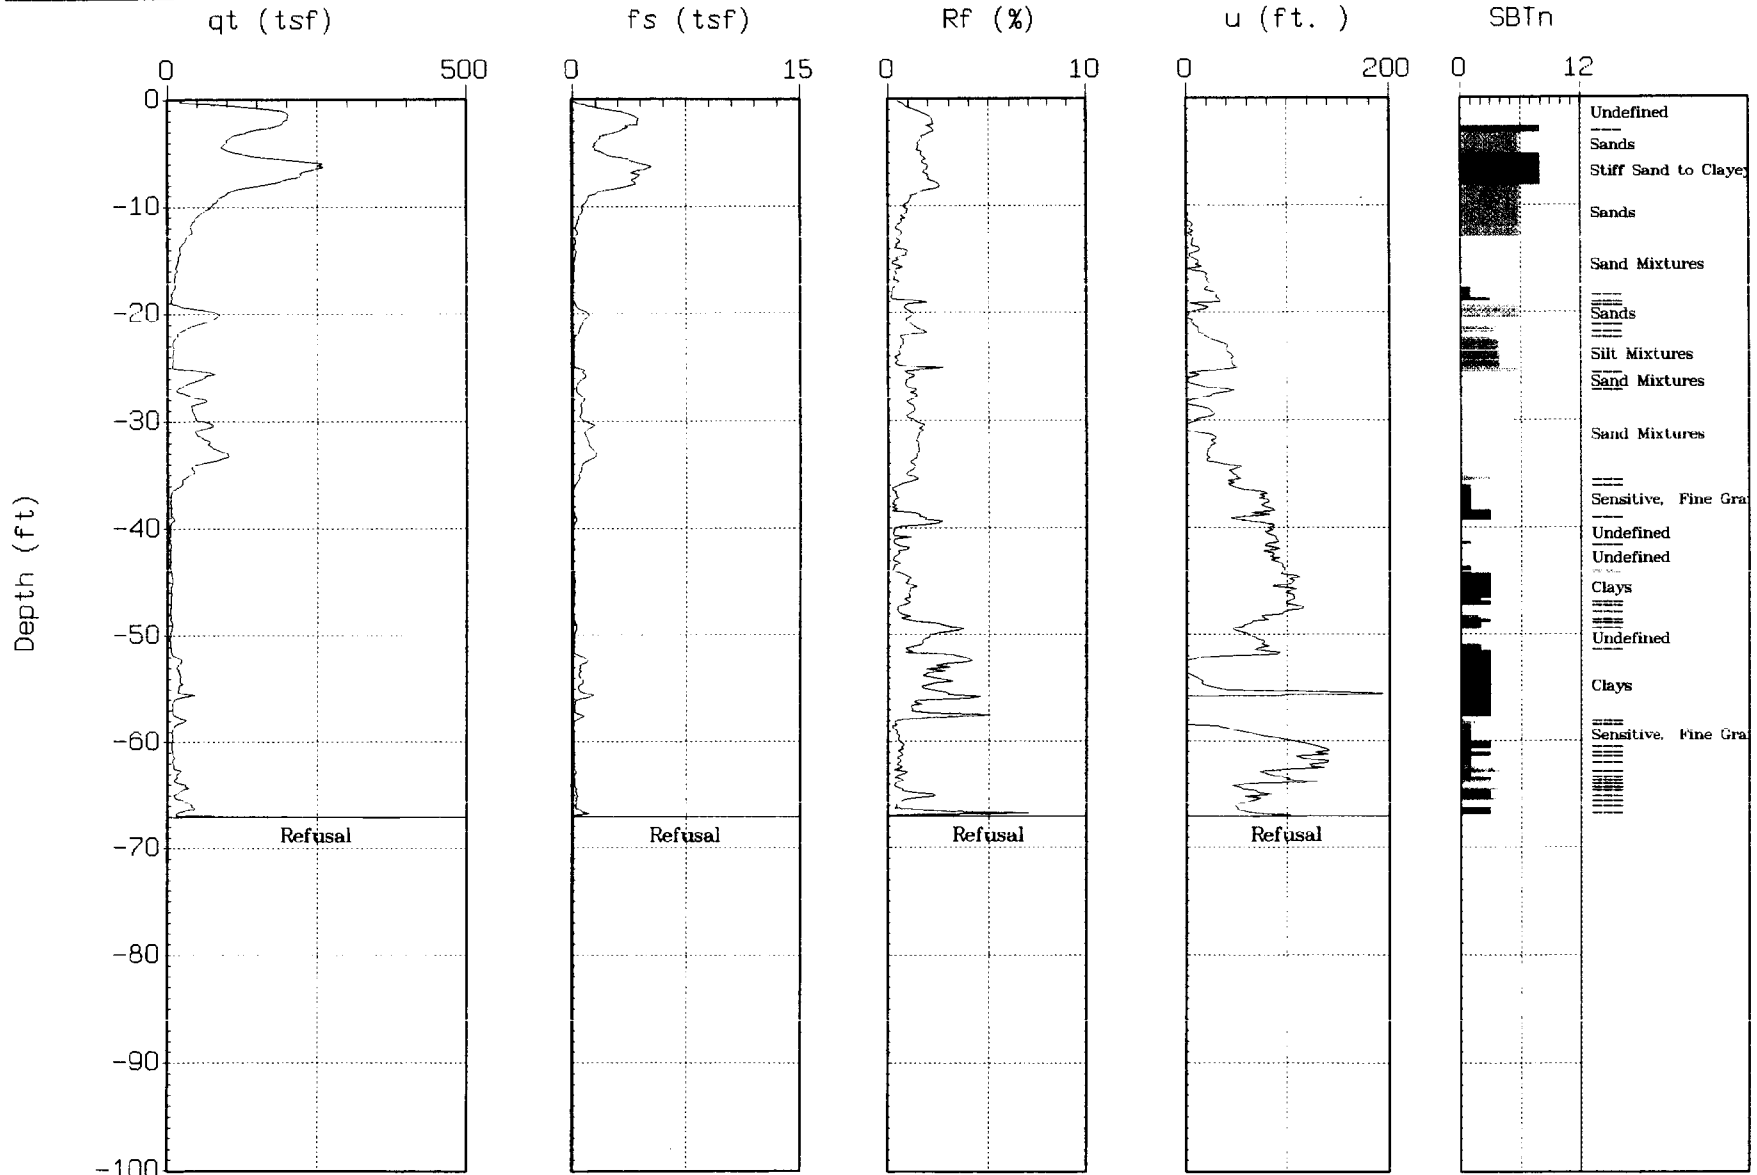 qt (tsf)
fs (tsf)
Rf (%)
u (ft. )
SBTn
0 500
0 15
0 10
0 200
0 12
Depth (ft)
0
-10
-20
-30
-40
-50
-60
-70
-80
-90
-100
Undefined
Sands
Stiff Sand to Clayey
Sands
Sand Mixtures
Sands
Silt Mixtures
Sand Mixtures
Sand Mixtures
Sensitive, Fine Gra
Undefined
Undefined
Clays
Undefined
Clays
Sensitive, Fine Gra
Refusal
Refusal
Refusal
Refusal